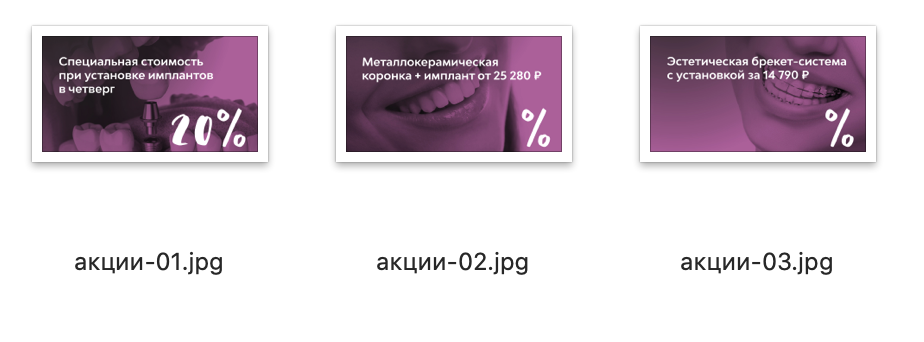 Специальная стоимость
при установке имплантов
в четверг
20%
Металлокерамическая
коронка + имплант от 25 280 ₽
%
Эстетическая брекет-система
с установкой за 14 790 ₽
%
акции-01.jpg
акции-02.jpg
акции-03.jpg